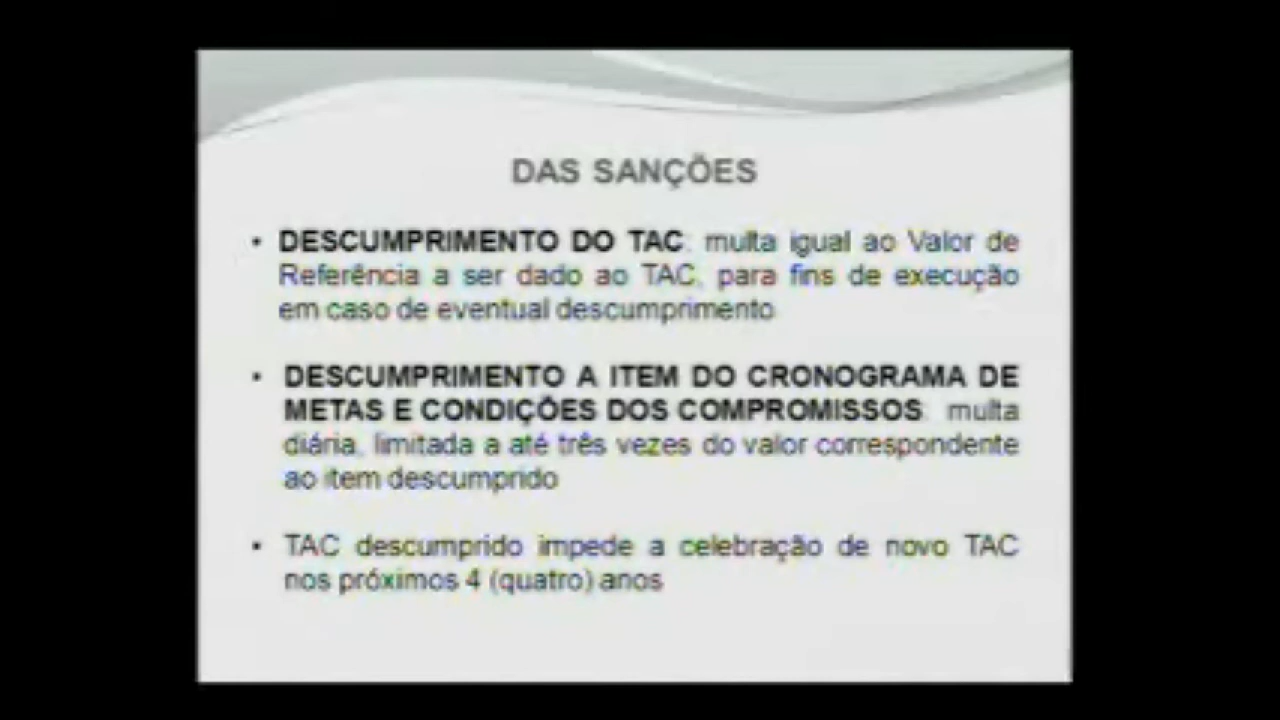 DAS SANÇÕES
• DESCUMPRIMENTO DO TAC: multa igual ao Valor de
Referência a ser dado ao TAC, para fins de execução
em caso de eventual descumprimento
• DESCUMPRIMENTO A ITEM DO CRONOGRAMA DE
METAS E CONDIÇÕES DOS COMPROMISSOS: multa
diária, limitada a até três vezes do valor correspondente
ao item descumprido
• TAC descumprido impede a celebração de novo TAC
nos próximos 4 (quatro) anos